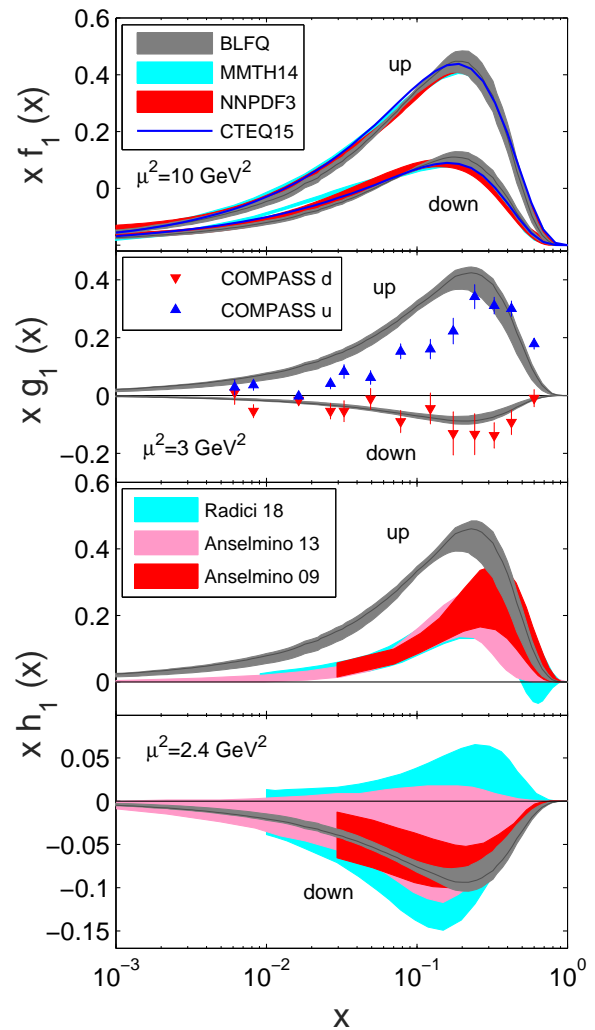 0.6
BLFQ
MMTH14
NNPDF3
CTEQ15
up
0.4
x f₁ (x)
0.2
μ²=10 GeV²
0
down
COMPASS d
COMPASS u
up
0.4
x g₁ (x)
0.2
0
μ²=3 GeV²
down
−0.2
0.6
Radici 18
Anselmino 13
Anselmino 09
up
0.4
0.2
0
x h₁ (x)
μ²=2.4 GeV²
0.05
0
−0.05
down
−0.1
−0.15
10⁻³ 10⁻² 10⁻¹ 10⁰
x